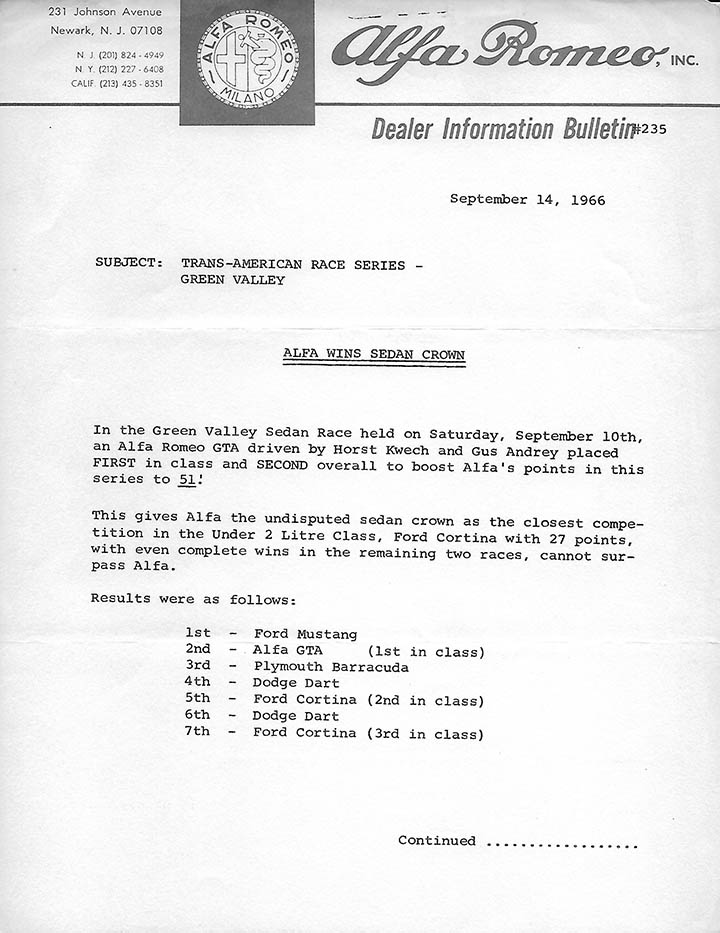 231 Johnson Avenue
Newark, N. J. 07108
N. J. (201) 824 - 4949
N. Y. (212) 227 - 6408
CALIF. (213) 435 - 8351
ALFA ROMEO
MILANO
Alfa Romeo, INC.
Dealer Information Bulletin #235
September 14, 1966
SUBJECT: TRANS-AMERICAN RACE SERIES -
GREEN VALLEY
ALFA WINS SEDAN CROWN
In the Green Valley Sedan Race held on Saturday, September 10th,
an Alfa Romeo GTA driven by Horst Kwech and Gus Andrey placed
FIRST in class and SECOND overall to boost Alfa's points in this
series to 51!
This gives Alfa the undisputed sedan crown as the closest compe-
tition in the Under 2 Litre Class, Ford Cortina with 27 points,
with even complete wins in the remaining two races, cannot sur-
pass Alfa.
Results were as follows:
1st - Ford Mustang
2nd - Alfa GTA (1st in class)
3rd - Plymouth Barracuda
4th - Dodge Dart
5th - Ford Cortina (2nd in class)
6th - Dodge Dart
7th - Ford Cortina (3rd in class)
Continued ..................